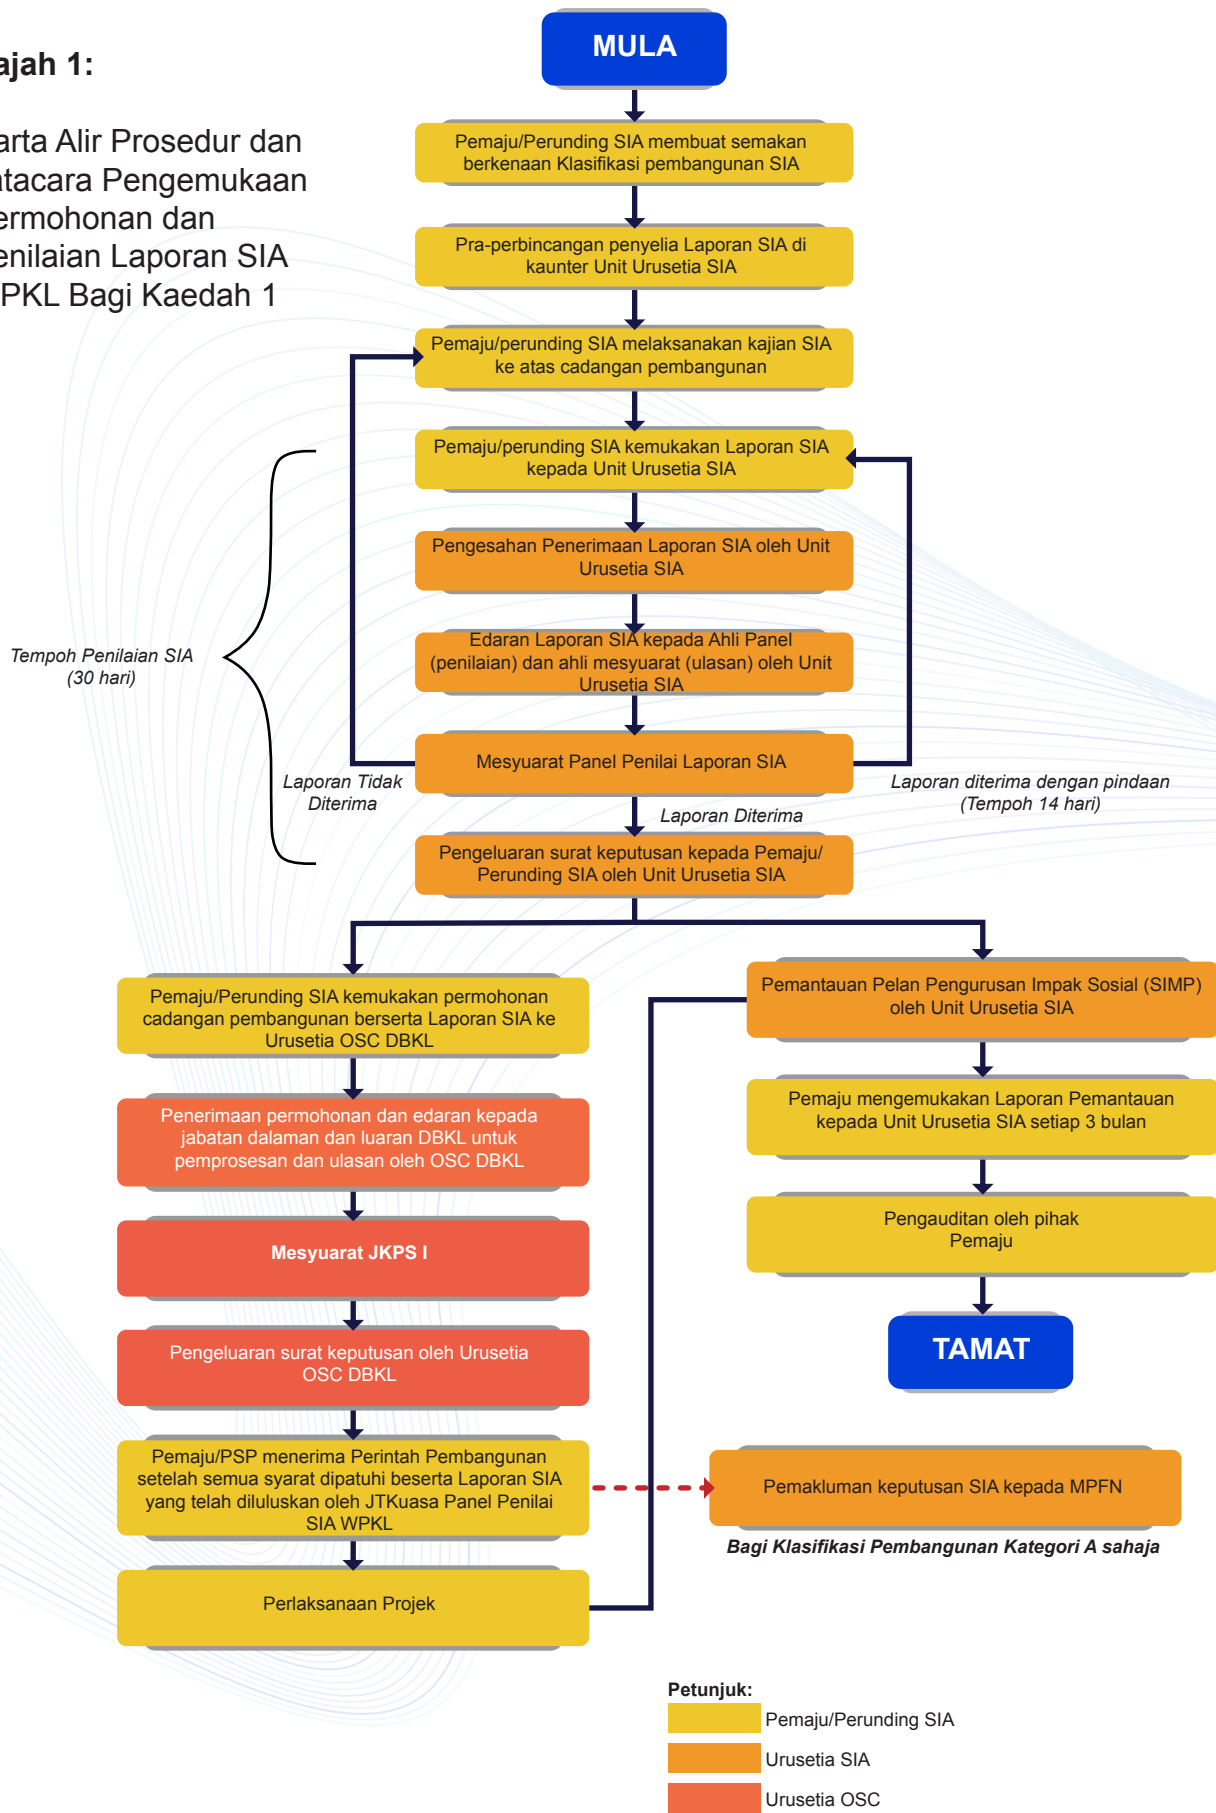 ajah 1:
arta Alir Prosedur dan
atacara Pengemukaan
ermohonan dan
enilaian Laporan SIA
PKL Bagi Kaedah 1
MULA
Pemaju/Perunding SIA membuat semakan
berkenaan Klasifikasi pembangunan SIA
Pra-perbincangan penyelia Laporan SIA di
kaunter Unit Urusetia SIA
Pemaju/perunding SIA melaksanakan kajian SIA
ke atas cadangan pembangunan
Pemaju/perunding SIA kemukakan Laporan SIA
kepada Unit Urusetia SIA
Pengesahan Penerimaan Laporan SIA oleh Unit
Urusetia SIA
Edaran Laporan SIA kepada Ahli Panel
(penilaian) dan ahli mesyuarat (ulasan) oleh Unit
Urusetia SIA
Tempoh Penilaian SIA
(30 hari)
Mesyuarat Panel Penilai Laporan SIA
Laporan Tidak
Diterima
Laporan Diterima
Laporan diterima dengan pindaan
(Tempoh 14 hari)
Pengeluaran surat keputusan kepada Pemaju/
Perunding SIA oleh Unit Urusetia SIA
Pemaju/Perunding SIA kemukakan permohonan
cadangan pembangunan berserta Laporan SIA ke
Urusetia OSC DBKL
Penerimaan permohonan dan edaran kepada
jabatan dalaman dan luaran DBKL untuk
pemprosesan dan ulasan oleh OSC DBKL
Mesyuarat JKPS I
Pengeluaran surat keputusan oleh Urusetia
OSC DBKL
Pemaju/PSP menerima Perintah Pembangunan
setelah semua syarat dipatuhi beserta Laporan SIA
yang telah diluluskan oleh JTKuasa Panel Penilai
SIA WPKL
Perlaksanaan Projek
Pemantauan Pelan Pengurusan Impak Sosial (SIMP)
oleh Unit Urusetia SIA
Pemaju mengemukakan Laporan Pemantauan
kepada Unit Urusetia SIA setiap 3 bulan
Pengauditan oleh pihak
Pemaju
TAMAT
Pemakluman keputusan SIA kepada MPFN
Bagi Klasifikasi Pembangunan Kategori A sahaja
Petunjuk:
Pemaju/Perunding SIA
Urusetia SIA
Urusetia OSC